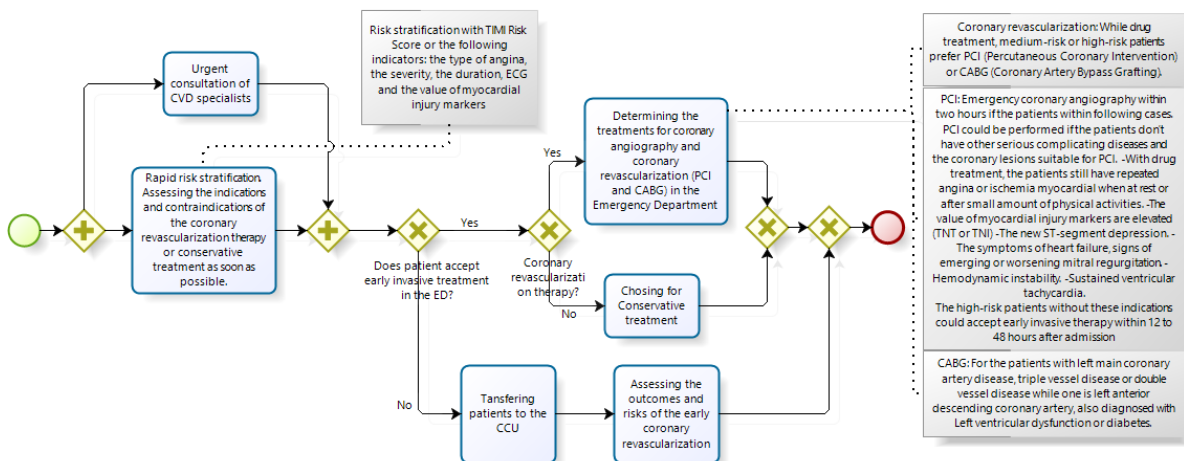 Urgent
consultation of
CVD specialists
Rapid risk stratification.
Assessing the indications
and contraindications of
the coronary
revascularization therapy
or conservative
treatment as soon as
possible.
Risk stratification with TIMI Risk
Score or the following
indicators: the type of angina,
the severity, the duration, ECG
and the value of myocardial
injury markers
Does patient accept
early invasive treatment
in the ED?
Yes
No
Coronary
revascularizati
on therapy?
Yes
No
Determining the
treatments for coronary
angiography and
coronary
revascularization (PCI
and CABG) in the
Emergency Department
Chosing for
Conservative
treatment
Tansfering
patients to the
CCU
Assessing the
outcomes and
risks of the early
coronary
revascularization
Coronary revascularization: While drug
treatment, medium-risk or high-risk patients
prefer PCI (Percutaneous Coronary Intervention)
or CABG (Coronary Artery Bypass Grafting).
PCI: Emergency coronary angiography within
two hours if the patients within following cases.
PCI could be performed if the patients don't
have other serious complicating diseases and
the coronary lesions suitable for PCI. -With drug
treatment, the patients still have repeated
angina or ischemia myocardial when at rest or
after small amount of physical activities. -The
value of myocardial injury markers are elevated
(TNT or TNI) -The new ST-segment depression. -
The symptoms of heart failure, signs of
emerging or worsening mitral regurgitation. -
Hemodynamic instability. -Sustained ventricular
tachycardia.
The high-risk patients without these indications
could accept early invasive therapy within 12 to
48 hours after admission
CABG: For the patients with left main coronary
artery disease, triple vessel disease or double
vessel disease while one is left anterior
descending coronary artery, also diagnosed with
Left ventricular dysfunction or diabetes.